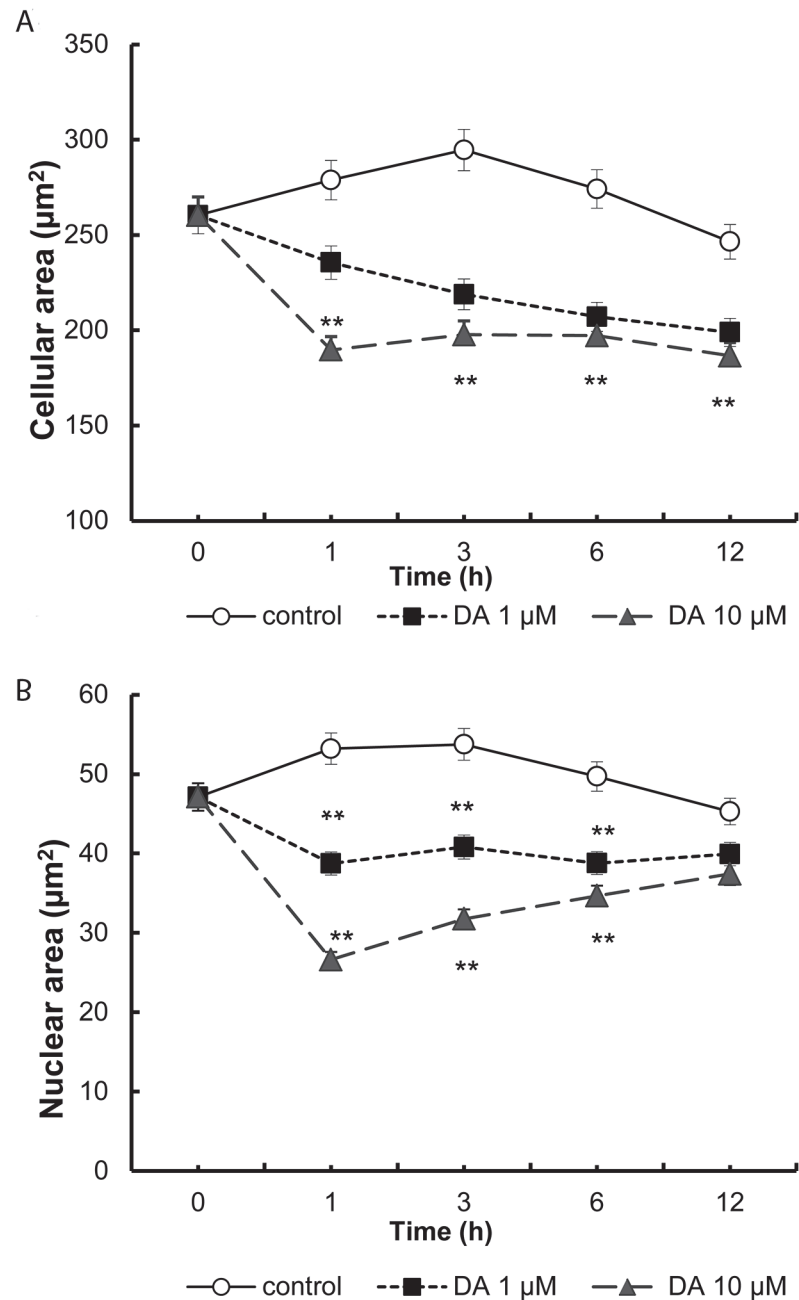 A
350
300
250
200
150
100
Cellular area (µm²)
**
**
**
**
0 1 3 6 12
Time (h)
control DA 1 µM DA 10 µM
B
60
50
40
30
20
10
0
Nuclear area (µm²)
** ** **
** ** **
0 1 3 6 12
Time (h)
control DA 1 µM DA 10 µM